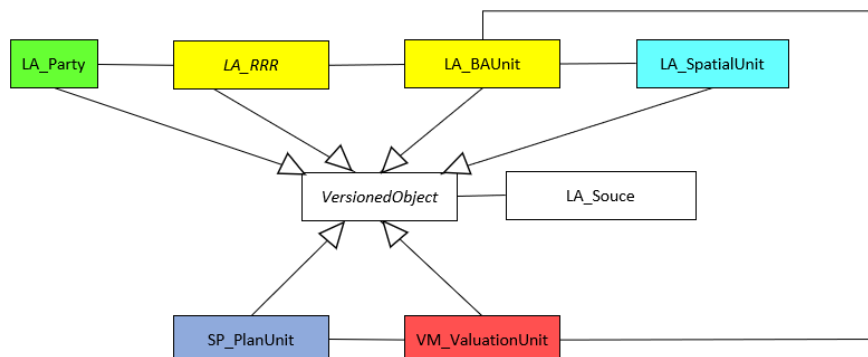 LA_Party
LA_RRR
LA_BAUnit
LA_SpatialUnit
VersionedObject
LA_Souce
SP_PlanUnit
VM_ValuationUnit